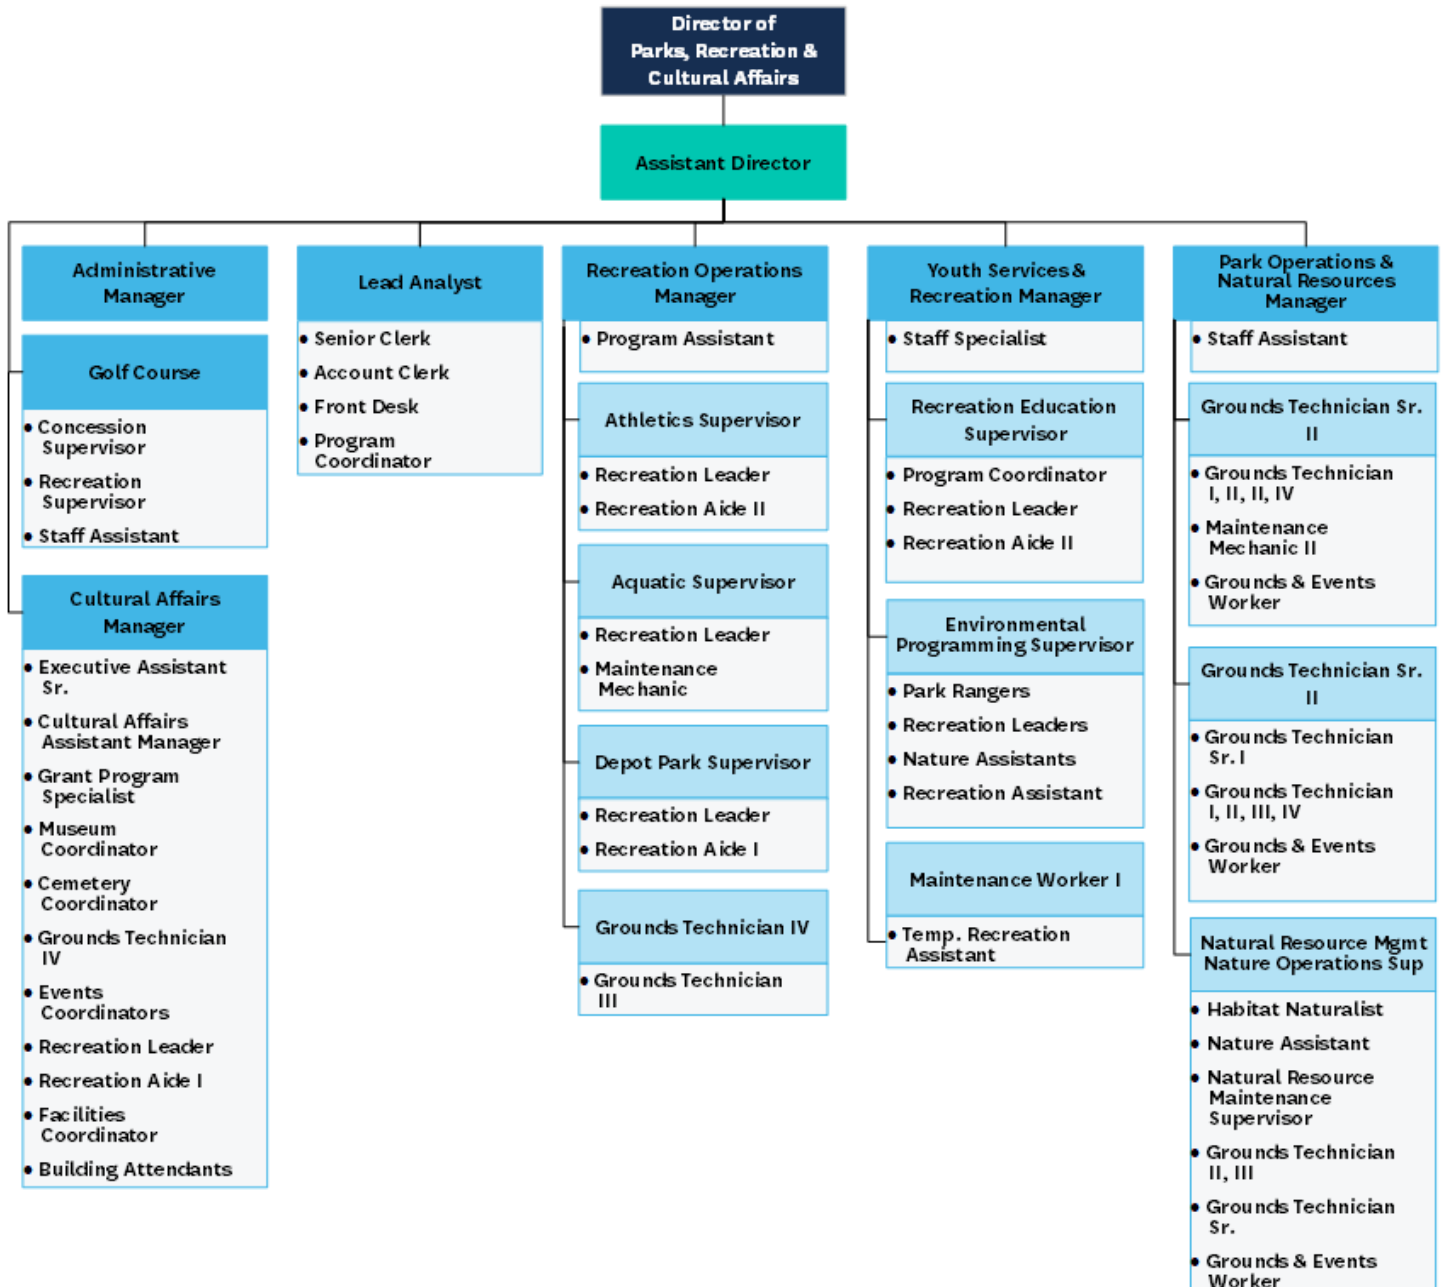 Director of
Parks, Recreation &
Cultural Affairs
Assistant Director
Administrative
Manager
Golf Course
• Concession
Supervisor
• Recreation
Supervisor
• Staff Assistant
Cultural Affairs
Manager
• Executive Assistant
Sr.
• Cultural Affairs
Assistant Manager
• Grant Program
Specialist
• Museum
Coordinator
• Cemetery
Coordinator
• Grounds Technician
IV
• Events
Coordinators
• Recreation Leader
• Recreation Aide I
• Facilities
Coordinator
• Building Attendants
Lead Analyst
• Senior Clerk
• Account Clerk
• Front Desk
• Program
Coordinator
Recreation Operations
Manager
• Program Assistant
Athletics Supervisor
• Recreation Leader
• Recreation Aide II
Aquatic Supervisor
• Recreation Leader
• Maintenance
Mechanic
Depot Park Supervisor
• Recreation Leader
• Recreation Aide I
Grounds Technician IV
• Grounds Technician
III
Youth Services &
Recreation Manager
• Staff Specialist
Recreation Education
Supervisor
• Program Coordinator
• Recreation Leader
• Recreation Aide II
Environmental
Programming Supervisor
• Park Rangers
• Recreation Leaders
• Nature Assistants
• Recreation Assistant
Maintenance Worker I
• Temp. Recreation
Assistant
Park Operations &
Natural Resources
Manager
• Staff Assistant
Grounds Technician Sr.
II
• Grounds Technician
I, II, II, IV
• Maintenance
Mechanic II
• Grounds & Events
Worker
Grounds Technician Sr.
II
• Grounds Technician
Sr. I
• Grounds Technician
I, II, III, IV
• Grounds & Events
Worker
Natural Resource Mgmt
Nature Operations Sup
• Habitat Naturalist
• Nature Assistant
• Natural Resource
Maintenance
Supervisor
• Grounds Technician
II, III
• Grounds Technician
Sr.
• Grounds & Events
Worker